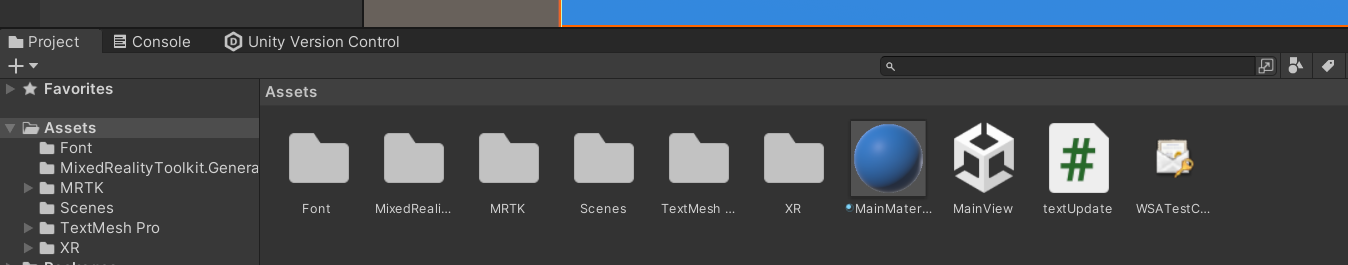 Project
Console
Unity Version Control
Favorites
Assets
Font
MixedRealityToolkit.Genera
MRTK
Scenes
TextMesh Pro
XR
Assets
Font
MixedReali...
MRTK
Scenes
TextMesh ...
XR
MainMater...
MainView
#
textUpdate
WSATestC...